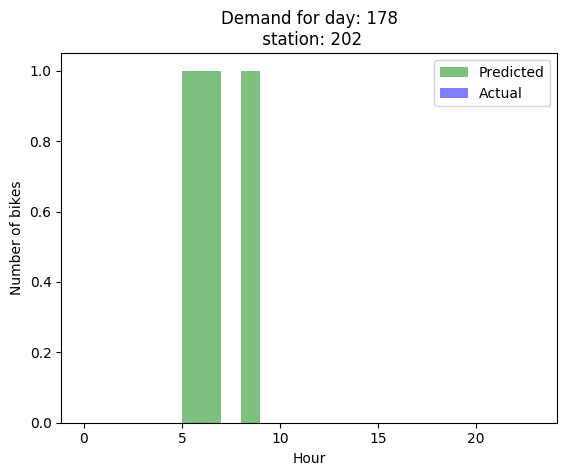 Demand for day: 178
station: 202
Predicted
Actual
Number of bikes
1.0
0.8
0.6
0.4
0.2
0.0
0
5
10
15
20
Hour